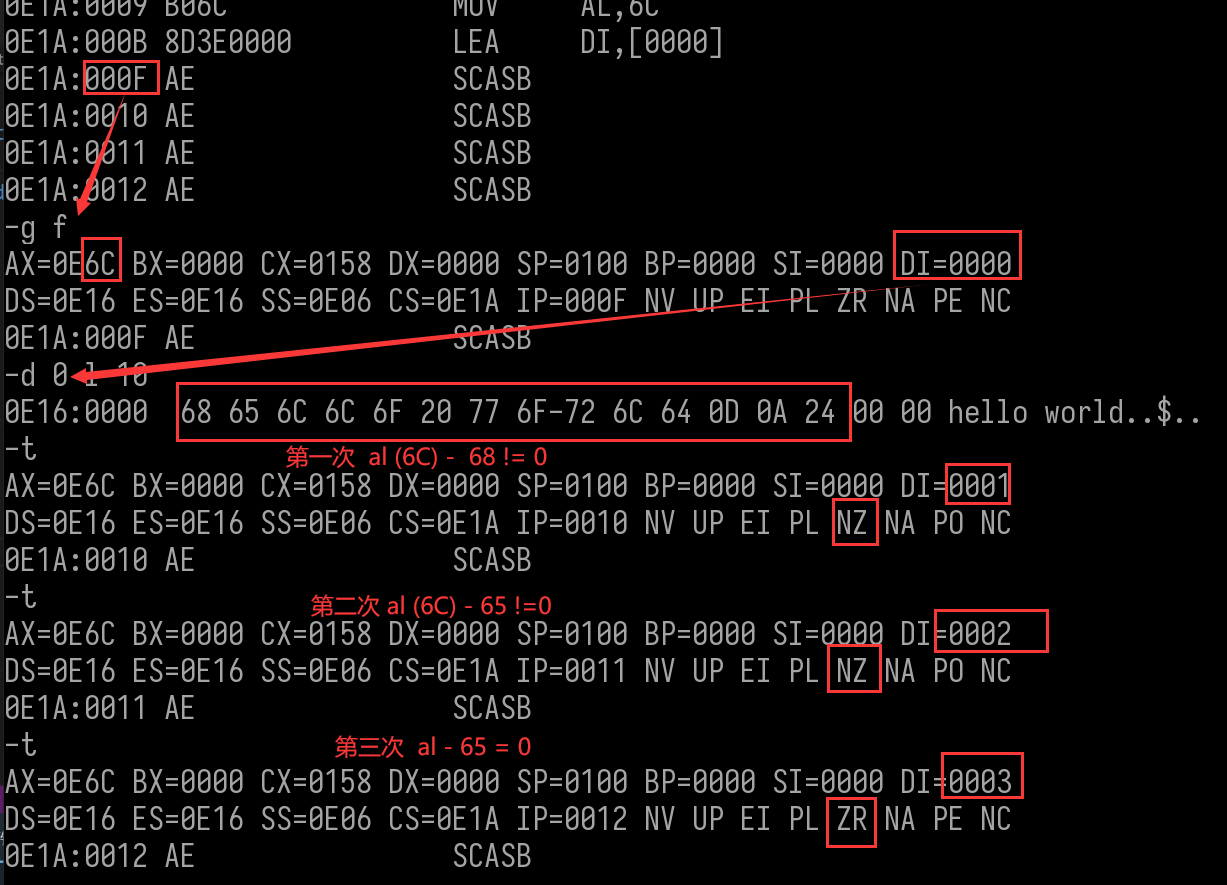 0E1A:0009 B06C MOV AL,6C
0E1A:000B 8D3E0000 LEA DI,[0000]
0E1A:000F AE SCASB
0E1A:0010 AE SCASB
0E1A:0011 AE SCASB
0E1A:0012 AE SCASB
-g f
AX=0E6C BX=0000 CX=0158 DX=0000 SP=0100 BP=0000 SI=0000 DI=0000
DS=0E16 ES=0E16 SS=0E06 CS=0E1A IP=000F NV UP EI PL ZR NA PE NC
0E1A:000F AE SCASB
-d 0 l 10
0E16:0000 68 65 6C 6C 6F 20 77 6F-72 6C 64 0D 0A 24 00 00 hello world..$..
-t
第一次 al (6C) - 68 != 0
AX=0E6C BX=0000 CX=0158 DX=0000 SP=0100 BP=0000 SI=0000 DI=0001
DS=0E16 ES=0E16 SS=0E06 CS=0E1A IP=0010 NV UP EI PL NZ NA PO NC
0E1A:0010 AE SCASB
-t
第二次 al (6C) - 65 !=0
AX=0E6C BX=0000 CX=0158 DX=0000 SP=0100 BP=0000 SI=0000 DI=0002
DS=0E16 ES=0E16 SS=0E06 CS=0E1A IP=0011 NV UP EI PL NZ NA PO NC
0E1A:0011 AE SCASB
-t
第三次 al - 65 = 0
AX=0E6C BX=0000 CX=0158 DX=0000 SP=0100 BP=0000 SI=0000 DI=0003
DS=0E16 ES=0E16 SS=0E06 CS=0E1A IP=0012 NV UP EI PL ZR NA PE NC
0E1A:0012 AE SCASB